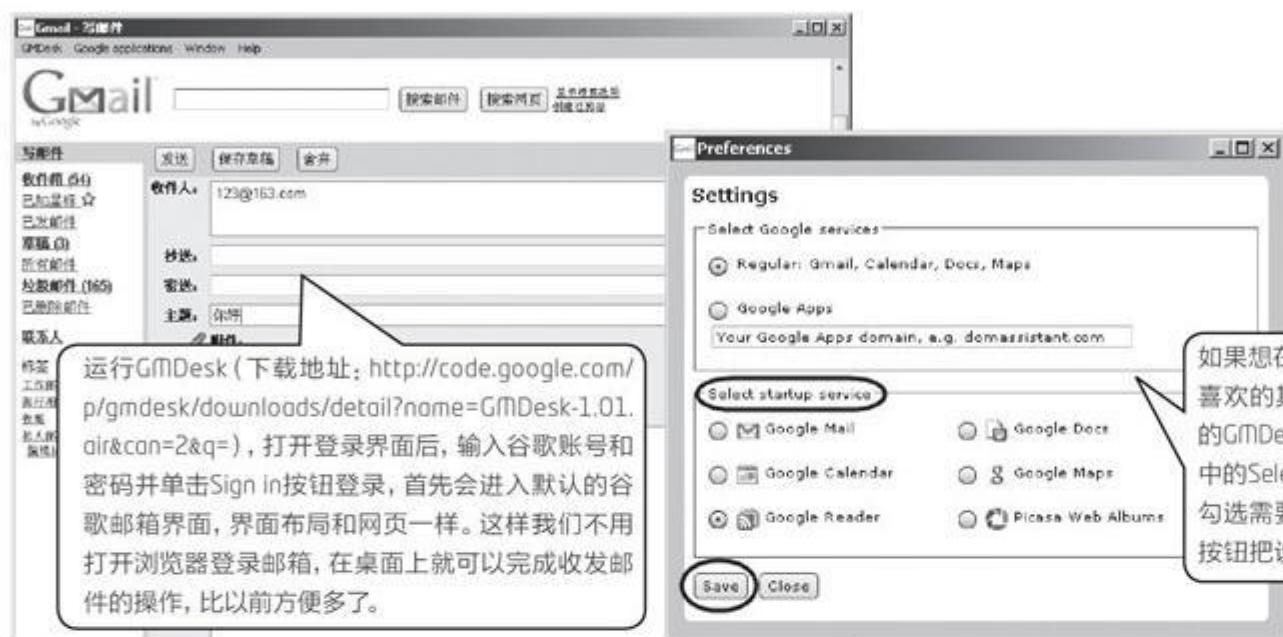 Gmail - 写邮件
GMDesk Google applications Window Help
GMail
by Google
搜索邮件 搜索网页
写邮件
收件箱 (54)
已加星标
已发邮件
草稿 (3)
所有邮件
垃圾邮件 (165)
已删除邮件
联系人
标签
发送 保存草稿 舍弃
收件人: 123@163.com
抄送:
密送:
主题: 你好
附件.
运行GMDesk(下载地址:http://code.google.com/
p/gmdesk/downloads/detail?name=GMDesk-1.01.
air&can=2&q=),打开登录界面后,输入谷歌账号和
密码并单击Sign in按钮登录,首先会进入默认的谷
歌邮箱界面,界面布局和网页一样。这样我们不用
打开浏览器登录邮箱,在桌面上就可以完成收发邮
件的操作,比以前方便多了。
Preferences
Settings
Select Google services
Regular: Gmail, Calendar, Docs, Maps
Google Apps
Your Google Apps domain, e.g. domassistant.com
Select startup service
Google Mail Google Docs
Google Calendar Google Maps
Google Reader Picasa Web Albums
Save Close
如果想在
喜欢的
的GMDe
中的Sele
勾选需要
按钮把设